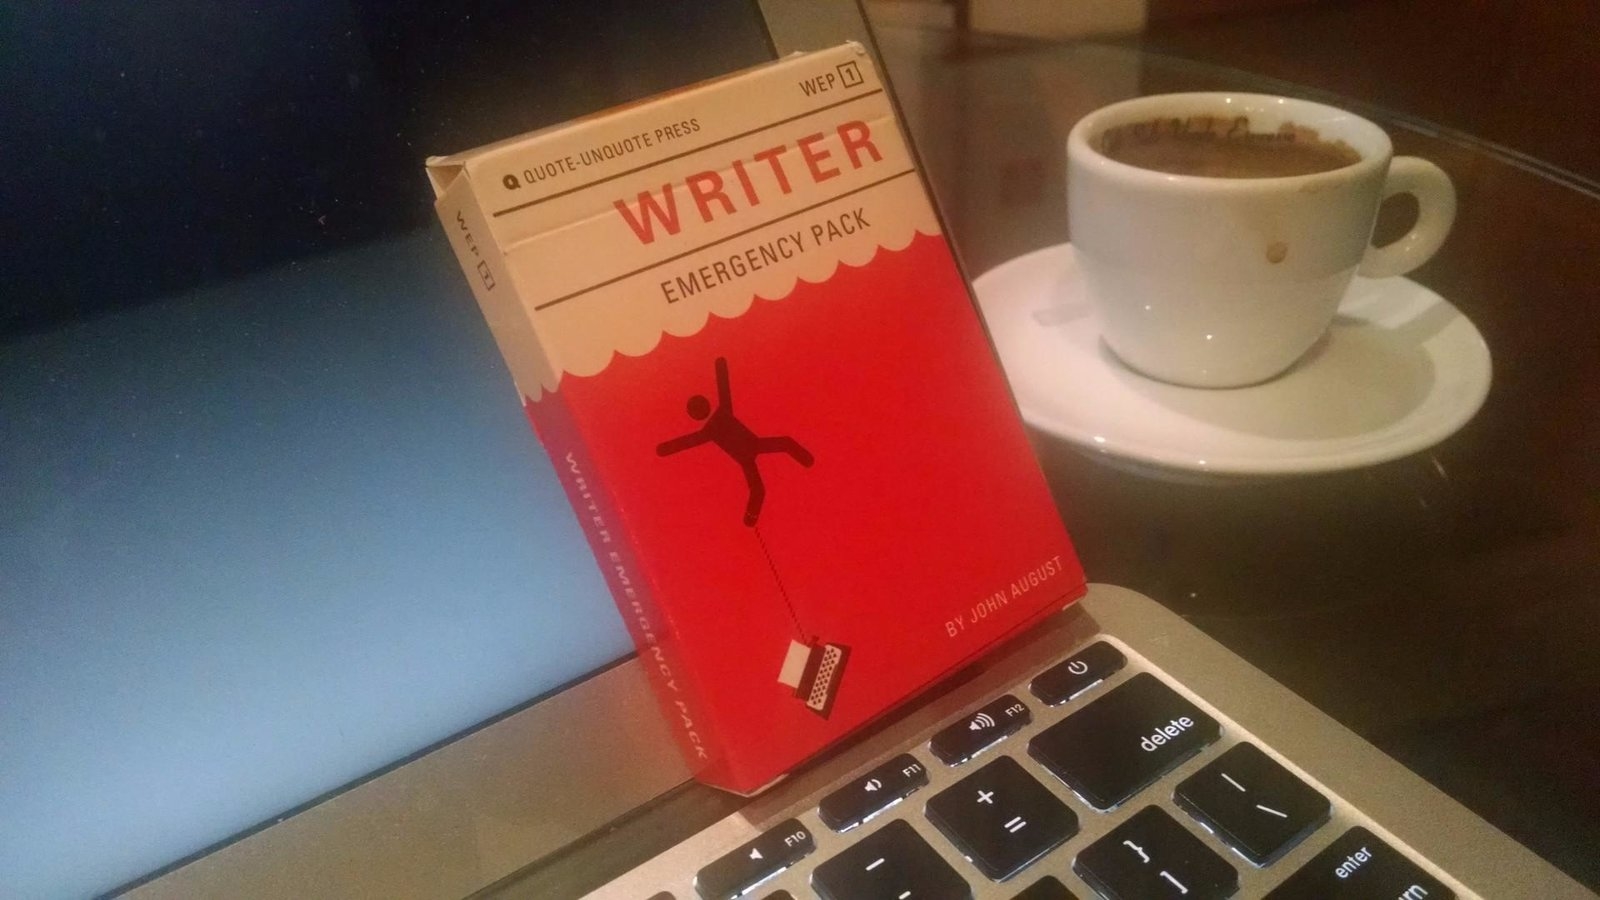 WEP 1
Q QUOTE-UNQUOTE PRESS
WRITER
EMERGENCY PACK
BY JOHN AUGUST
WEP 1
WRITER EMERGENCY PACK
F10
F11
F12
delete
+
=
-
}
]
|
\
enter